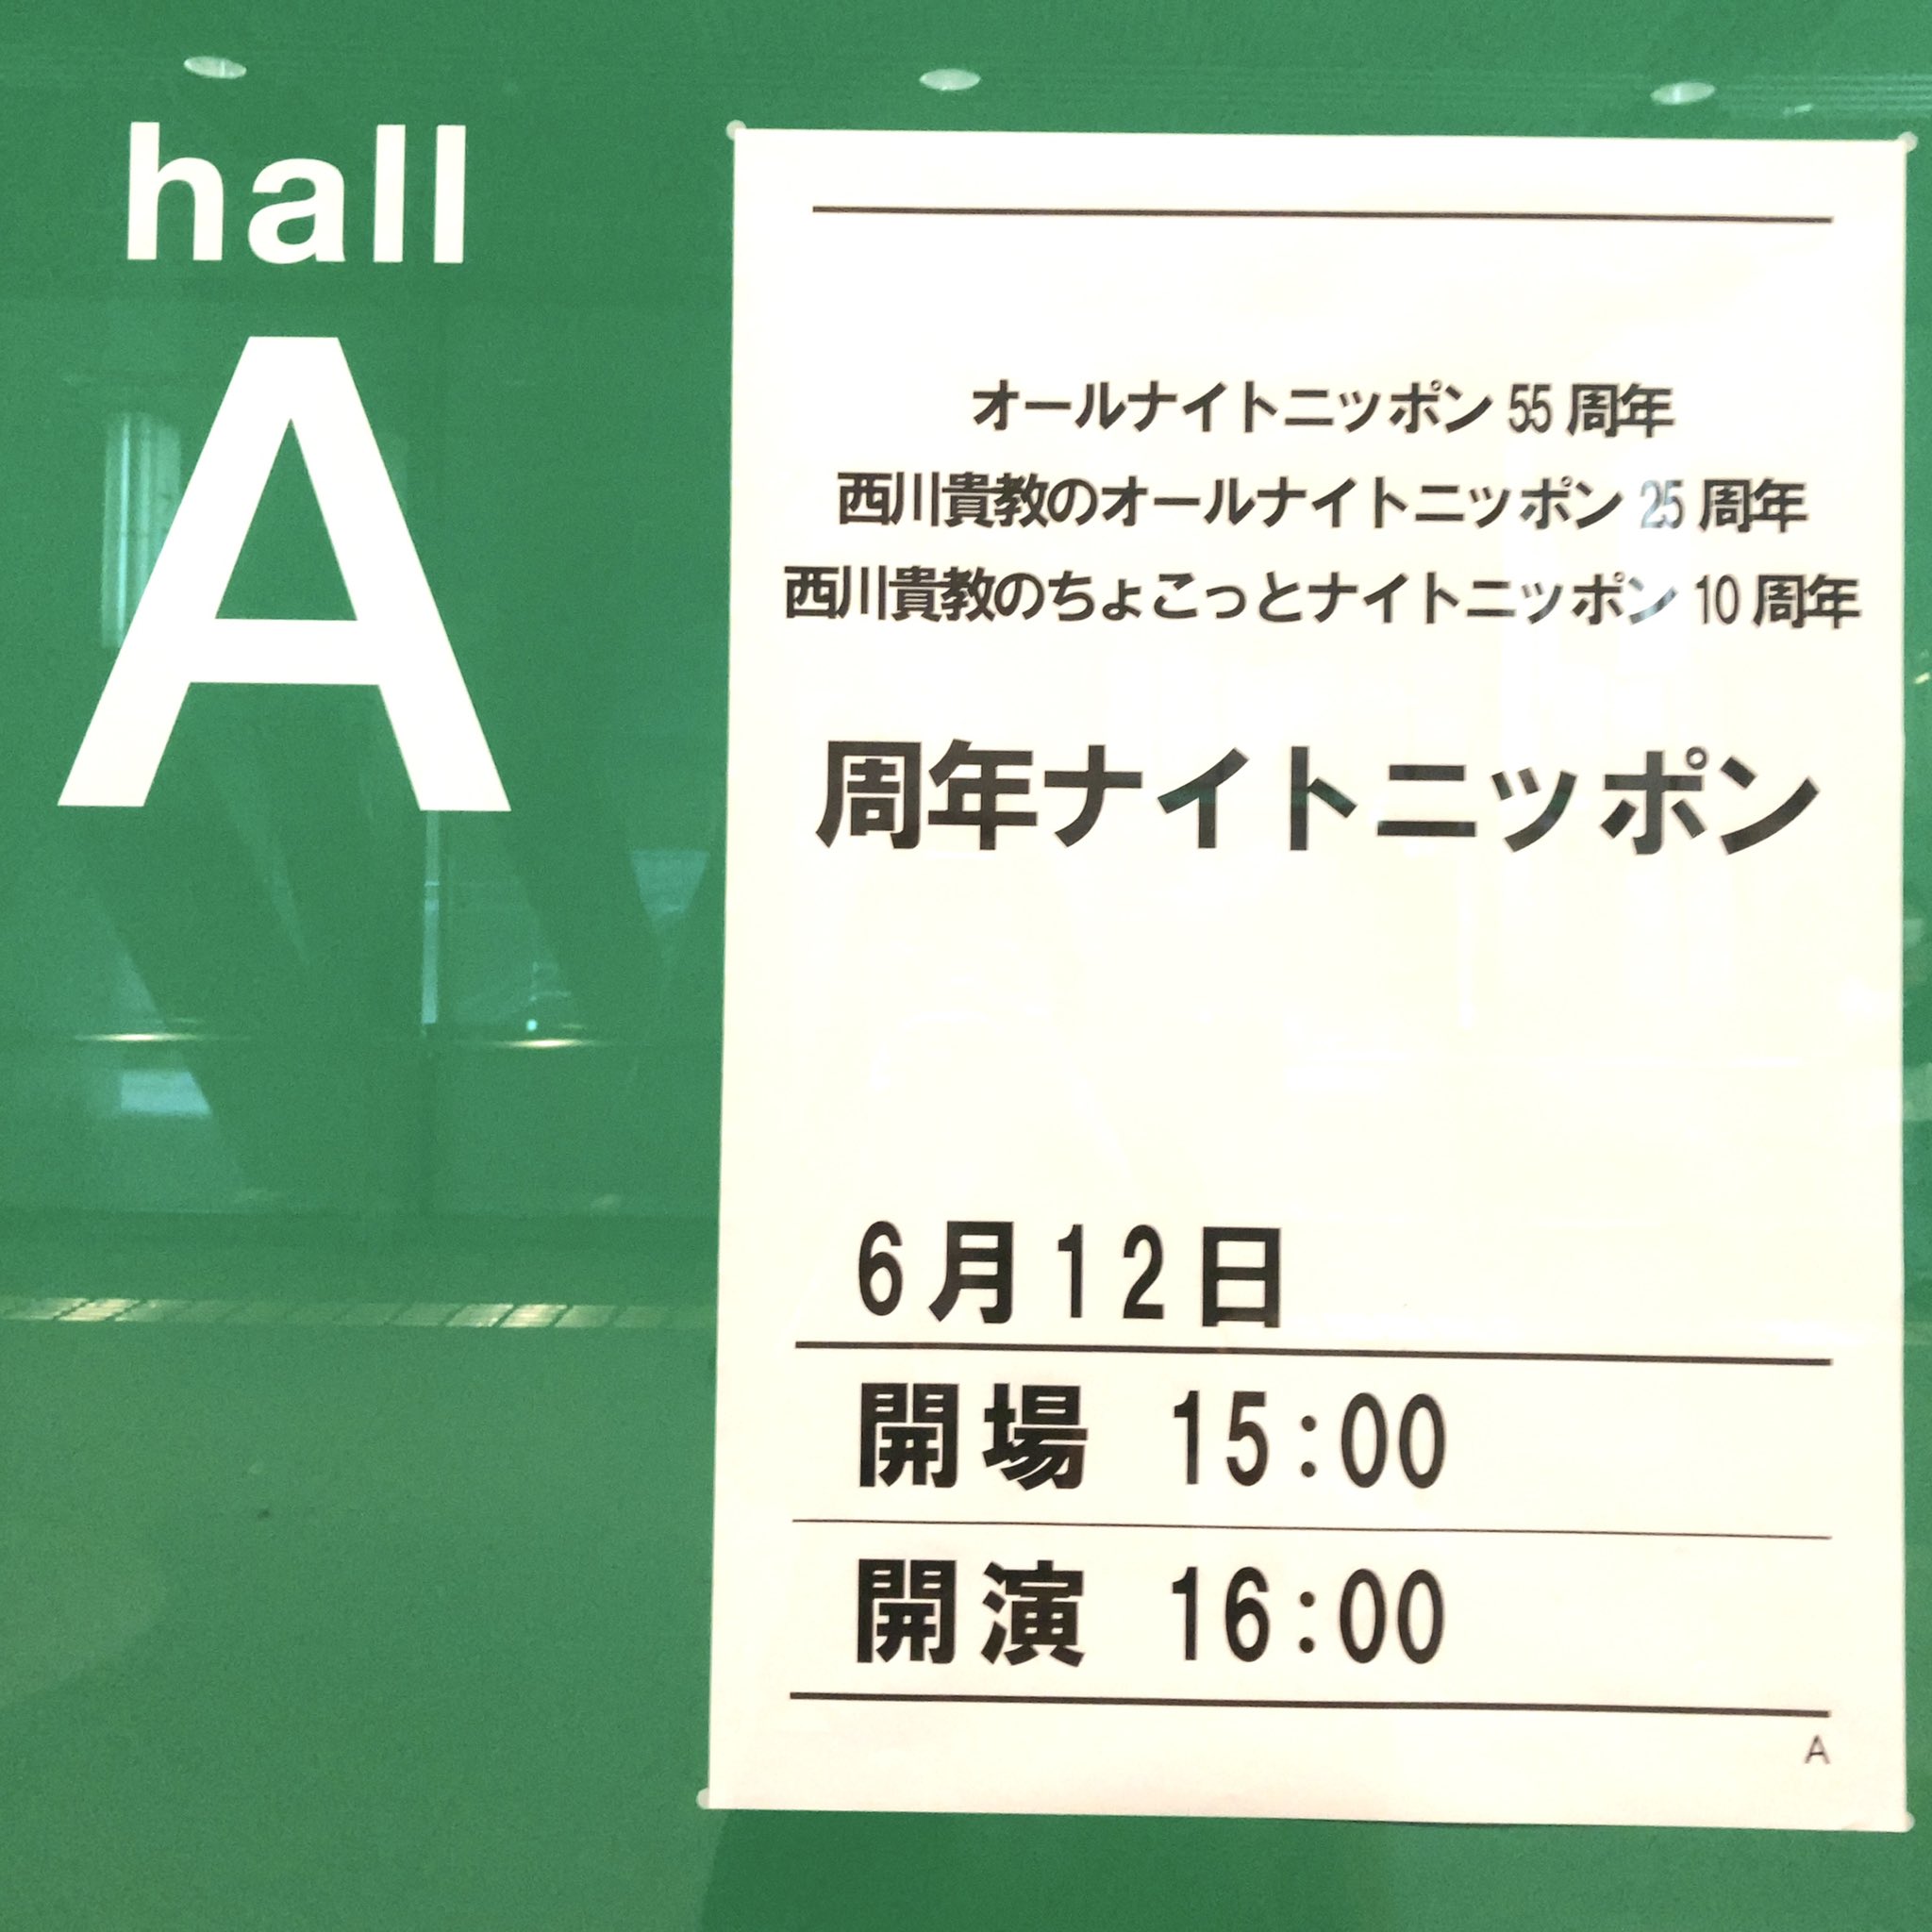 hall
A
オールナイトニッポン 55 周年
西川貴教のオールナイトニッポン 25 周年
西川貴教のちょこっとナイトニッポン 10 周年
周年ナイトニッポン
6月12日
開場 15:00
開演 16:00
A